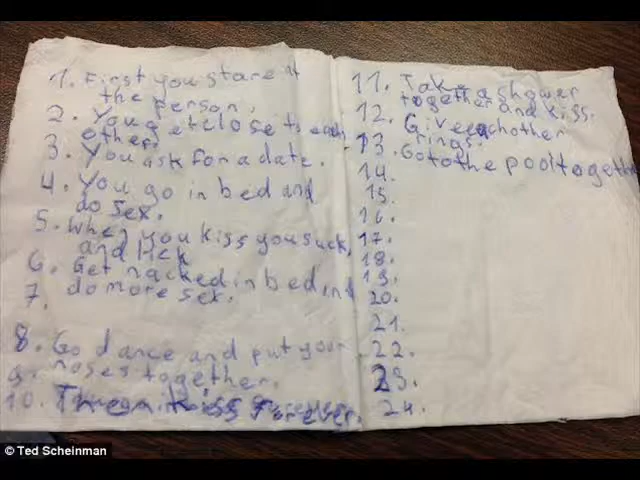 1. First you stare at
the person.
2. You get close to each
other.
3. You ask for a date.
4. You go in bed and
do sex.
5. When you kiss you suck
and lick
6. Get nacked in bed and
7. do more sex.
8. Go dance and put your
9. noses together.
10. kiss forever.
11. Take a shower
together and kiss.
12. Give each other
rings.
13. Go to the pool together
14.
15.
16.
17.
18.
19.
20.
21.
22.
23.
24.
© Ted Scheinman